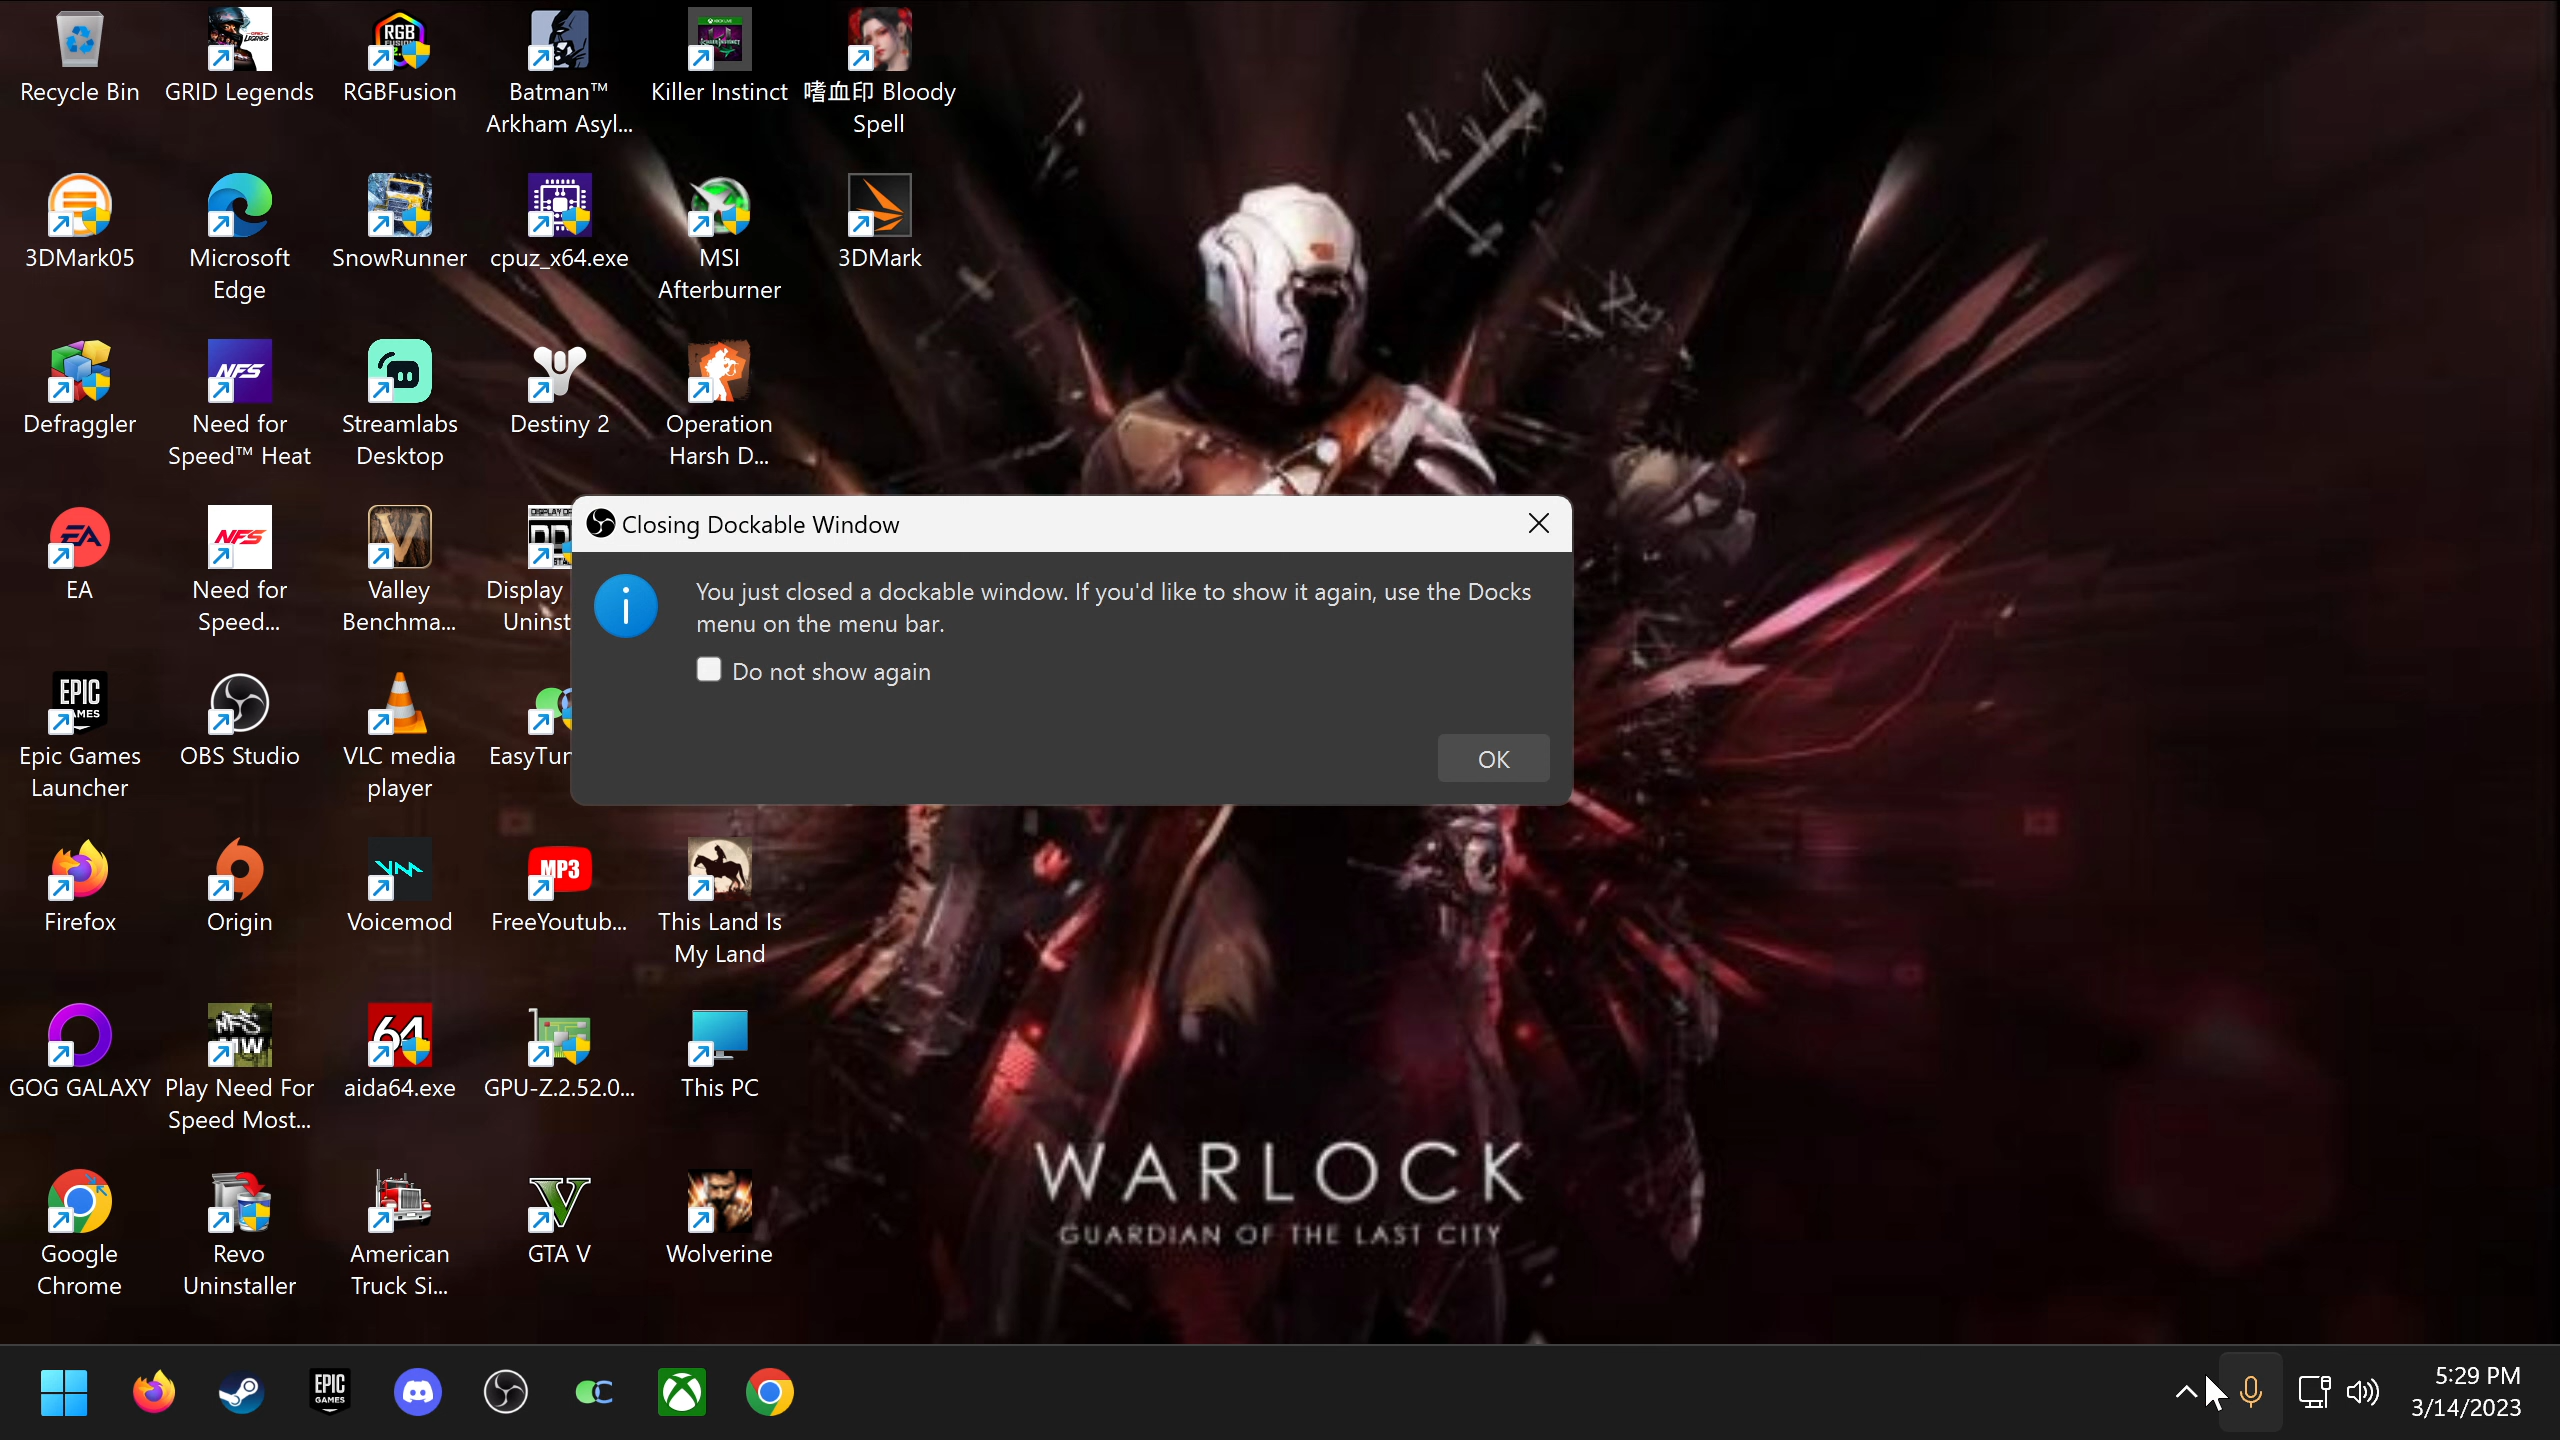 Recycle Bin
GRID Legends
RGBFusion
Batman™
Arkham Asyl...
Killer Instinct
嗜血印 Bloody
Spell
3DMark05
Microsoft
Edge
SnowRunner
cpuz_x64.exe
MSI
Afterburner
3DMark
Defraggler
Need for
Speed™ Heat
Streamlabs
Desktop
Destiny 2
Operation
Harsh D...
EA
Need for
Speed...
Valley
Benchma...
Display
Uninst
Closing Dockable Window
You just closed a dockable window. If you'd like to show it again, use the Docks
menu on the menu bar.
Do not show again
OK
Epic Games
Launcher
OBS Studio
VLC media
player
EasyTun
Firefox
Origin
Voicemod
FreeYoutub...
This Land Is
My Land
GOG GALAXY
Play Need For
Speed Most...
aida64.exe
GPU-Z.2.52.0...
This PC
Google
Chrome
Revo
Uninstaller
American
Truck Si...
GTA V
Wolverine
WARLOCK
GUARDIAN OF THE LAST CITY
5:29 PM
3/14/2023